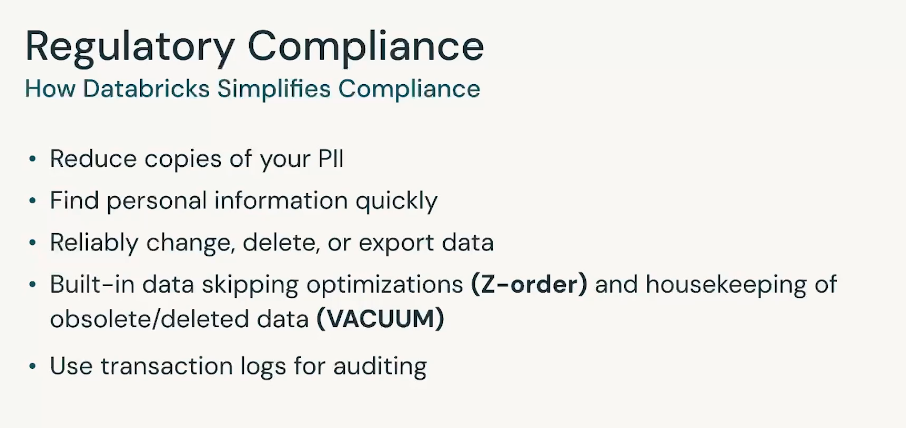 Regulatory Compliance
How Databricks Simplifies Compliance
• Reduce copies of your PII
• Find personal information quickly
• Reliably change, delete, or export data
• Built-in data skipping optimizations (Z-order) and housekeeping of
obsolete/deleted data (VACUUM)
• Use transaction logs for auditing